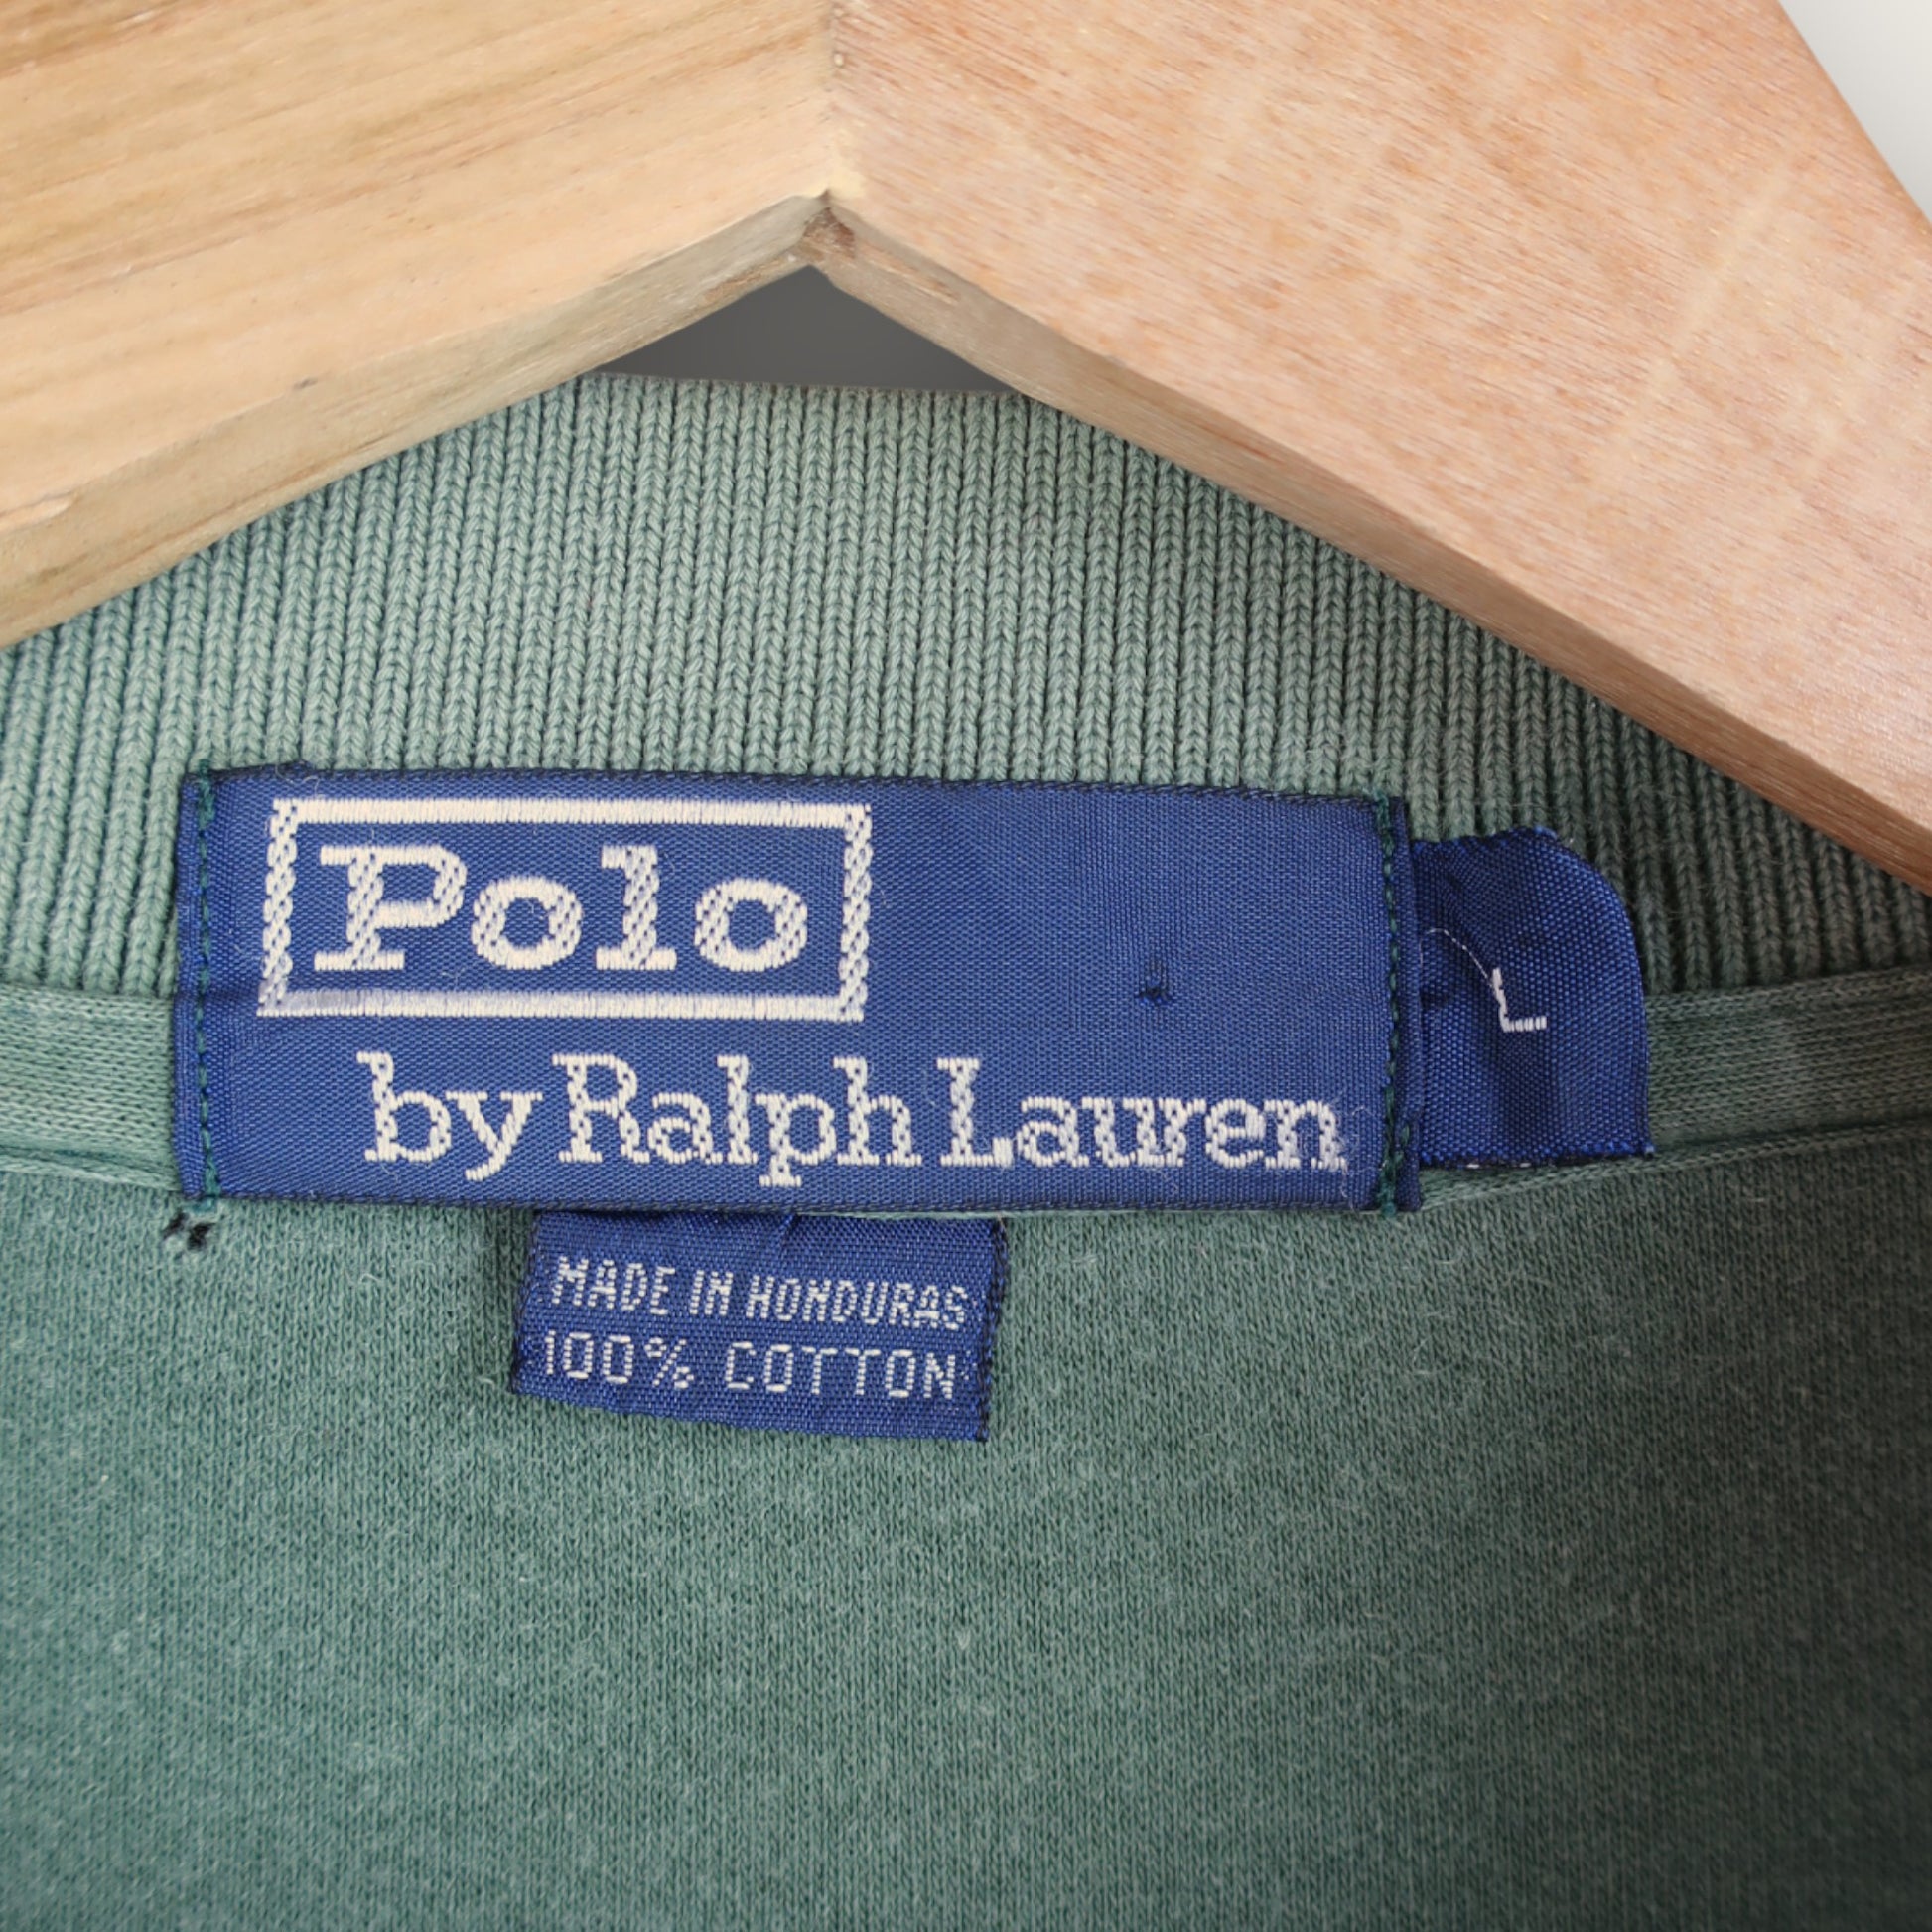 Polo
by Ralph Lauren
L
MADE IN HONDURAS
100% COTTON